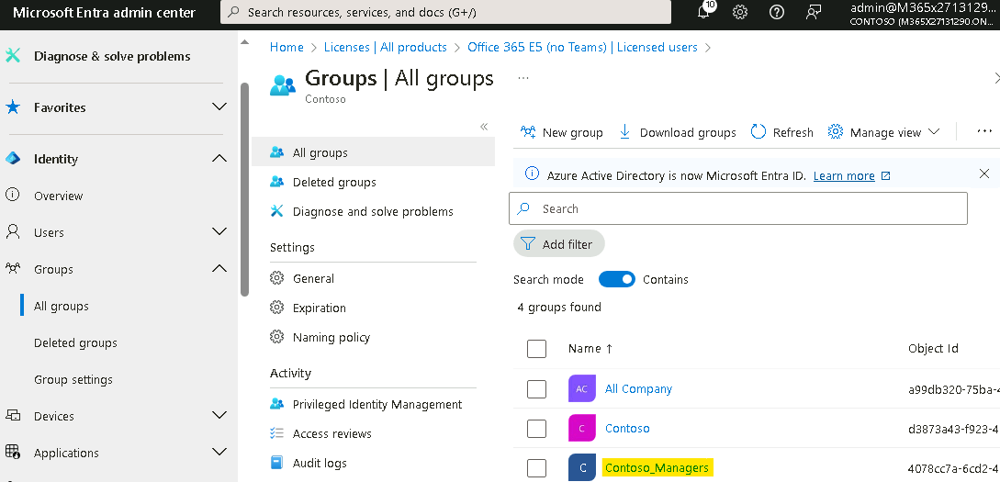 Microsoft Entra admin center
Search resources, services, and docs (G+/)
10
admin@M365x2713129...
CONTOSO (M365X27131290.ON...
Diagnose & solve problems
Favorites
Identity
Overview
Users
Groups
All groups
Deleted groups
Group settings
Devices
Applications
Home > Licenses | All products > Office 365 E5 (no Teams) | Licensed users >
Groups | All groups ...
Contoso
All groups
Deleted groups
Diagnose and solve problems
Settings
General
Expiration
Naming policy
Activity
Privileged Identity Management
Access reviews
Audit logs
New group Download groups Refresh Manage view ...
Azure Active Directory is now Microsoft Entra ID. Learn more
Search
Add filter
Search mode Contains
4 groups found
Name ↑ Object Id
AC All Company a99db320-75ba-4
C Contoso d3873a43-f923-4
C Contoso_Managers 4078cc7a-6cd2-4